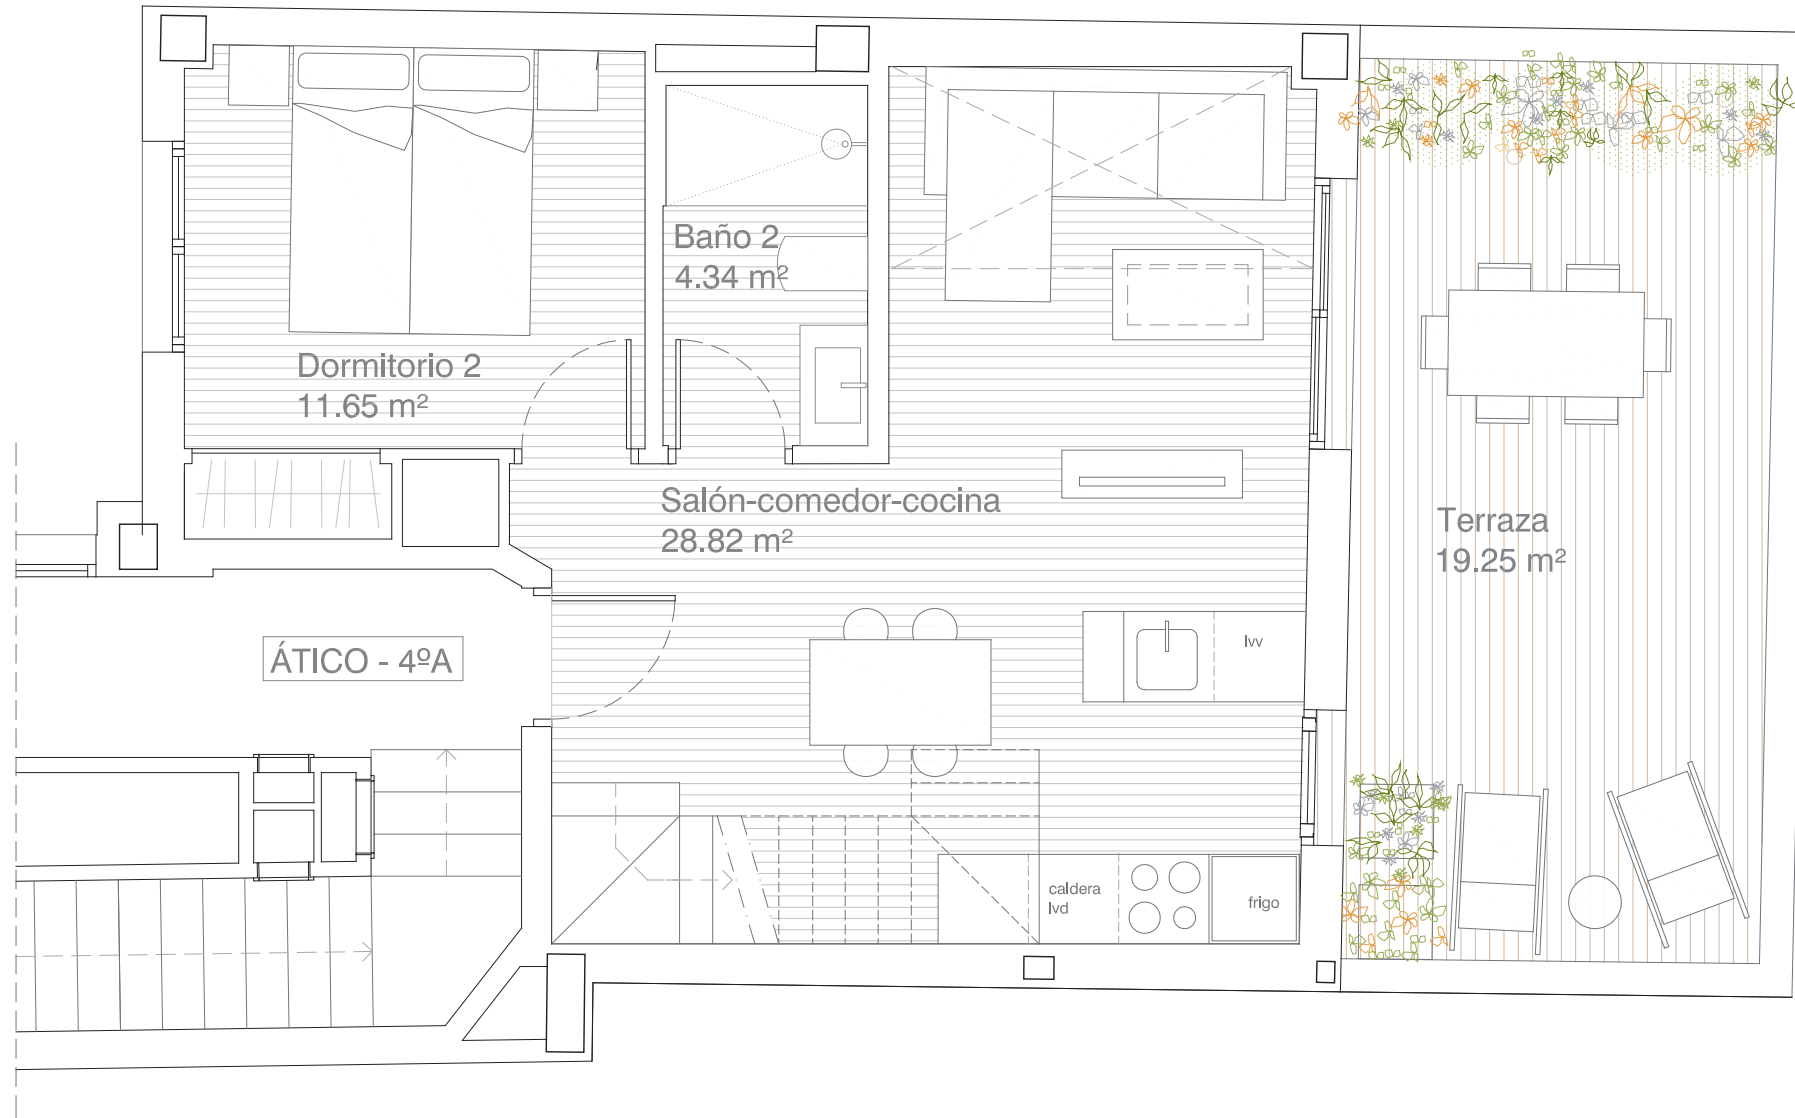 Baño 2
4.34 m²
Dormitorio 2
11.65 m²
Salón-comedor-cocina
28.82 m²
Terraza
19.25 m²
ÁTICO - 4ºA
lvv
caldera
lvd
frigo